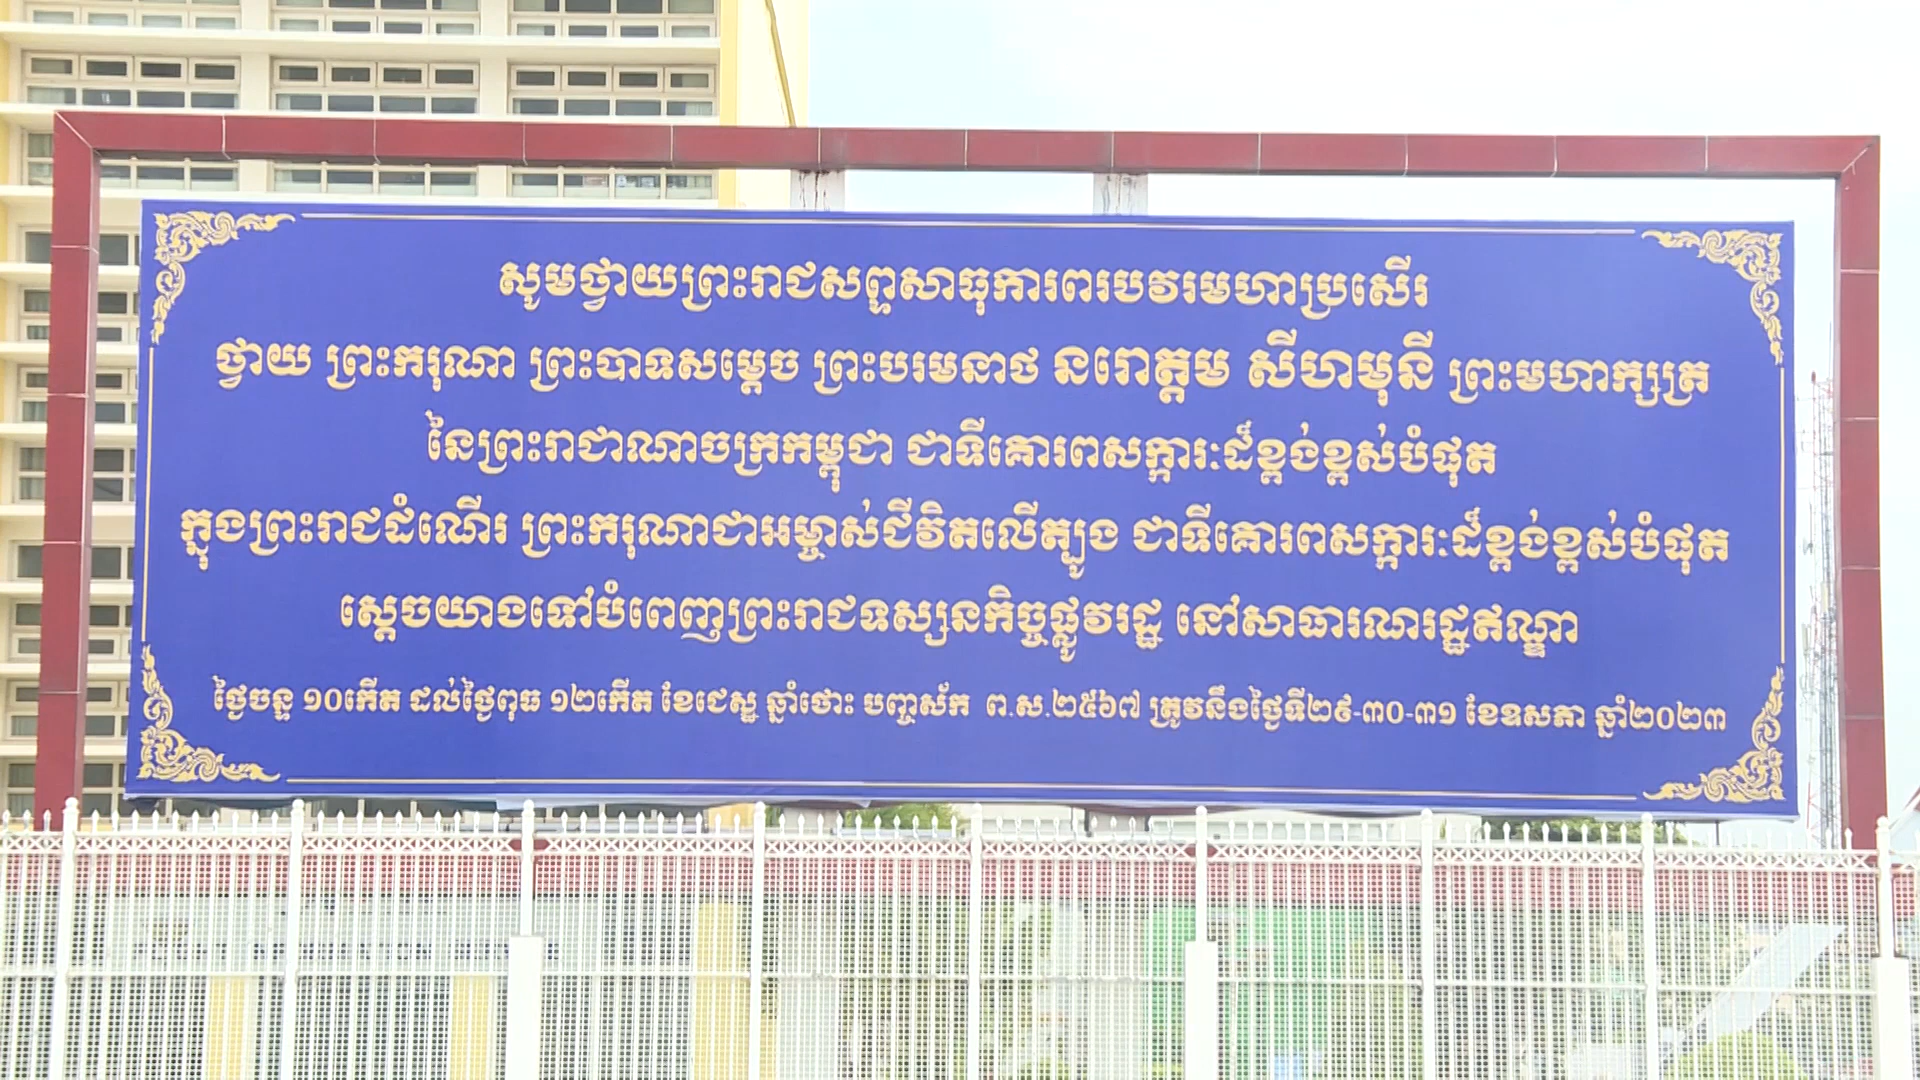 សូមថ្វាយព្រះរាជសព្ទសាធុការពរបវរមហាប្រសើរ
ថ្វាយ ព្រះករុណា ព្រះបាទសម្តេច ព្រះបរមនាថ នរោត្តម សីហមុនី ព្រះមហាក្សត្រ
នៃព្រះរាជាណាចក្រកម្ពុជា ជាទីគោរពសក្ការៈដ៏ខ្ពង់ខ្ពស់បំផុត
ក្នុងព្រះរាជដំណើរ ព្រះករុណាជាអម្ចាស់ជីវិតលើត្បូង ជាទីគោរពសក្ការៈដ៏ខ្ពង់ខ្ពស់បំផុត
ស្តេចយាងទៅបំពេញព្រះរាជទស្សនកិច្ចផ្លូវរដ្ឋ នៅសាធារណរដ្ឋឥណ្ឌា
ថ្ងៃចន្ទ ១០កើត ដល់ថ្ងៃពុធ ១២កើត ខែជេស្ឋ ឆ្នាំថោះ បញ្ចស័ក ព.ស.២៥៦៧ ត្រូវនឹងថ្ងៃទី២៩-៣០-៣១ ខែឧសភា ឆ្នាំ២០២៣